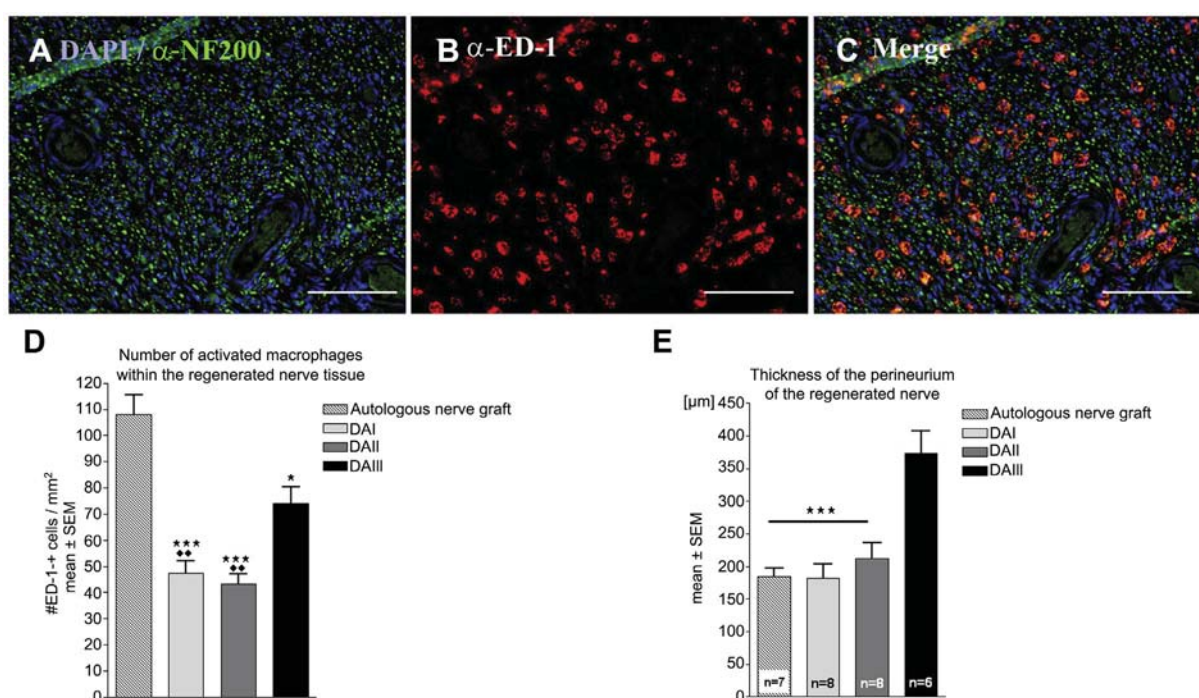 A DAPI / α-NF200
B α-ED-1
C Merge
D
Number of activated macrophages
within the regenerated nerve tissue
#ED-1-+ cells / mm²
mean ± SEM
120
110
100
90
80
70
60
50
40
30
20
10
0
★★★
◆◆
★★★
◆◆
*
Autologous nerve graft
DAI
DAII
DAIII
E
Thickness of the perineurium
of the regenerated nerve
[µm]
mean ± SEM
450
400
350
300
250
200
150
100
50
0
★★★
n=7
n=8
n=8
n=6
Autologous nerve graft
DAI
DAII
DAIII